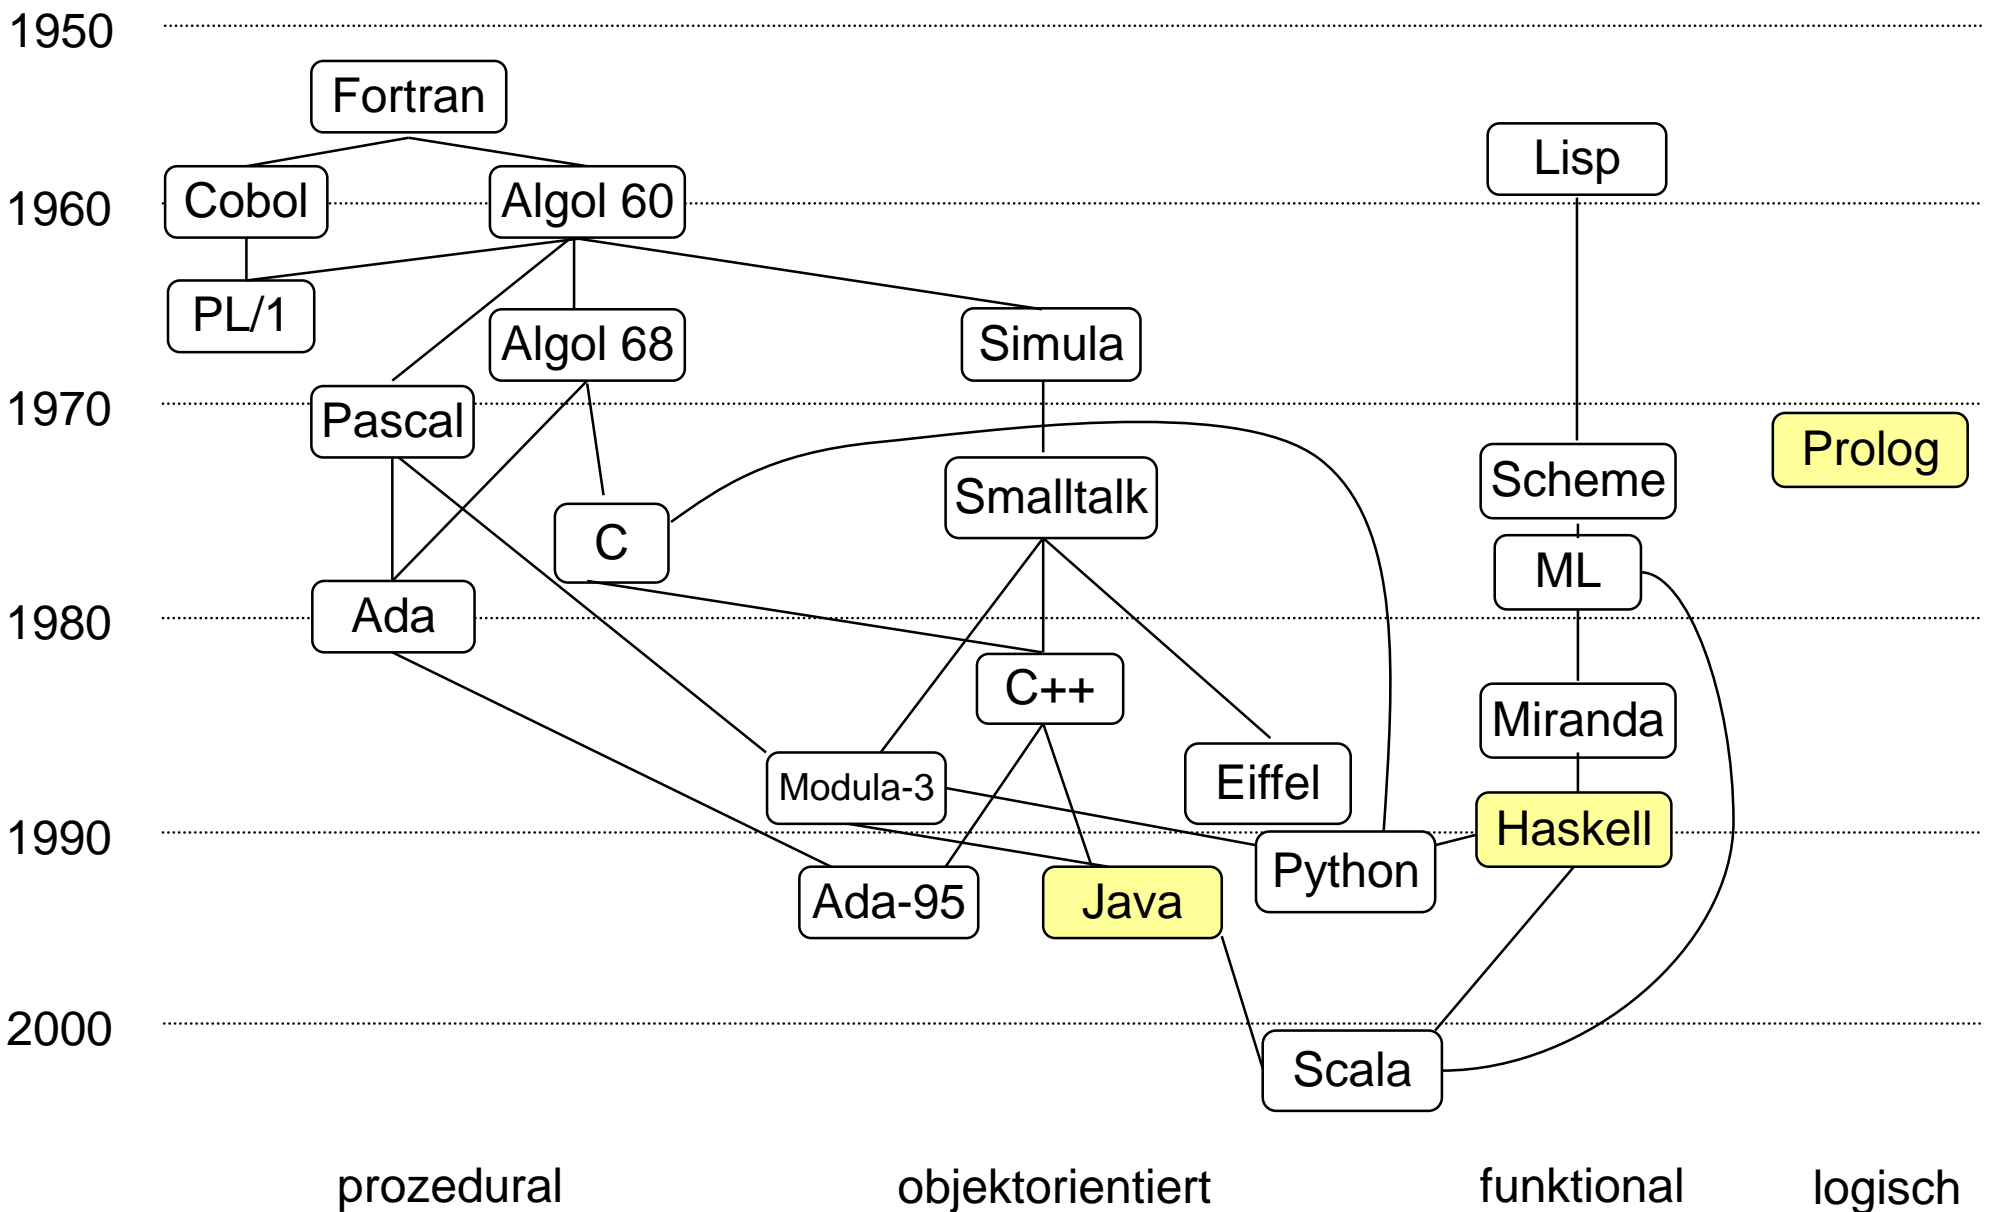 1950
Fortran
Lisp
1960
Cobol
Algol 60
PL/1
Algol 68
Simula
1970
Pascal
Prolog
Scheme
Smalltalk
C
ML
1980
Ada
C++
Miranda
Modula-3
Eiffel
1990
Haskell
Python
Ada-95
Java
2000
Scala
prozedural
objektorientiert
funktional
logisch